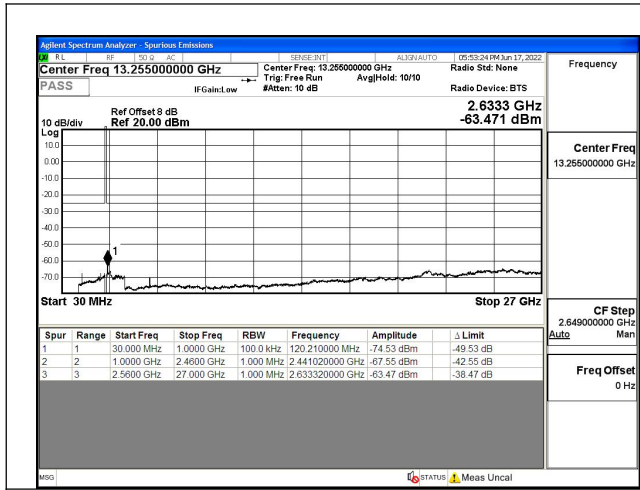 Agilent Spectrum Analyzer - Spurious Emissions
RL RF 50 Ω AC SENSE:INT ALIGNAUTO 05:53:24 PM Jun 17, 2022
Center Freq 13.255000000 GHz Center Freq: 13.255000000 GHz Radio Std: None
PASS Trig: Free Run Avg|Hold: 10/10
IFGain:Low #Atten: 10 dB Radio Device: BTS
Frequency
Ref Offset 8 dB 2.6333 GHz
10 dB/div Ref 20.00 dBm -63.471 dBm
Log
10.0
0.00
-10.0
-20.0
-30.0
-40.0
-50.0
-60.0
-70.0
1
Start 30 MHz Stop 27 GHz
Center Freq
13.255000000 GHz
CF Step
2.649000000 GHz
Auto Man
Freq Offset
0 Hz
Spur Range Start Freq Stop Freq RBW Frequency Amplitude Δ Limit
1 1 30.000 MHz 1.0000 GHz 100.0 kHz 120.210000 MHz -74.53 dBm -49.53 dB
2 2 1.0000 GHz 2.4600 GHz 1.000 MHz 2.441020000 GHz -67.55 dBm -42.55 dB
3 3 2.5600 GHz 27.000 GHz 1.000 MHz 2.633320000 GHz -63.47 dBm -38.47 dB
MSG STATUS Meas Uncal